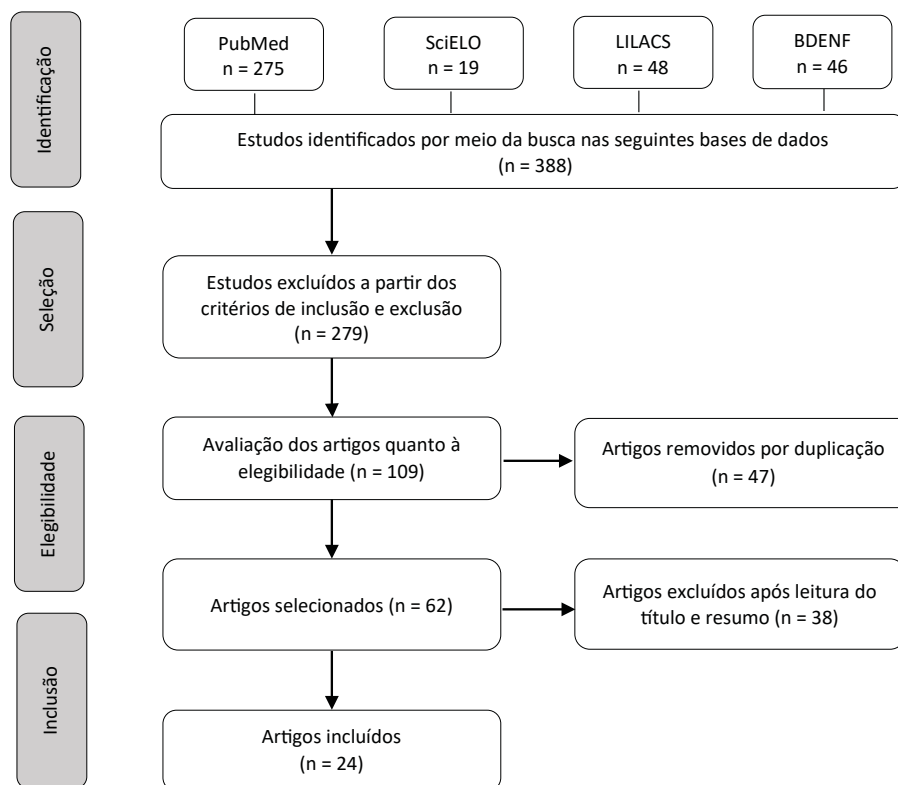 PubMed
n = 275
SciELO
n = 19
LILACS
n = 48
BDENF
n = 46
Identificação
Estudos identificados por meio da busca nas seguintes bases de dados
(n = 388)
Seleção
Estudos excluídos a partir dos
critérios de inclusão e exclusão
(n = 279)
Elegibilidade
Avaliação dos artigos quanto à
elegibilidade (n = 109)
Artigos removidos por duplicação
(n = 47)
Artigos selecionados (n = 62)
Artigos excluídos após leitura do
título e resumo (n = 38)
Inclusão
Artigos incluídos
(n = 24)